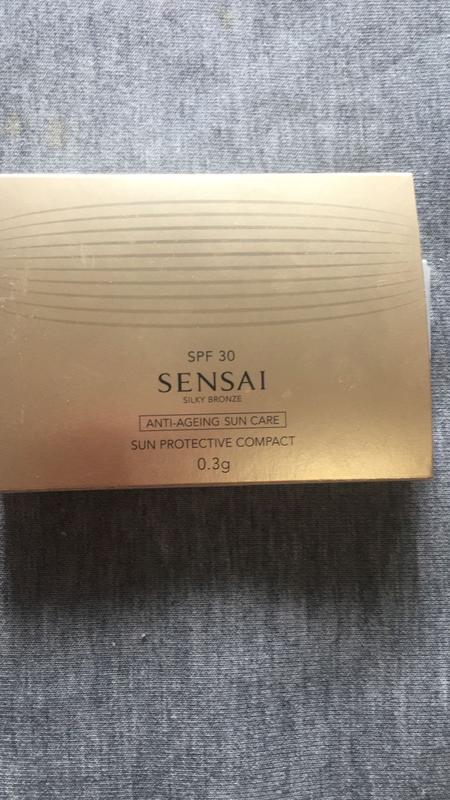 SPF 30
SENSAI
SILKY BRONZE
ANTI-AGEING SUN CARE
SUN PROTECTIVE COMPACT
0.3g